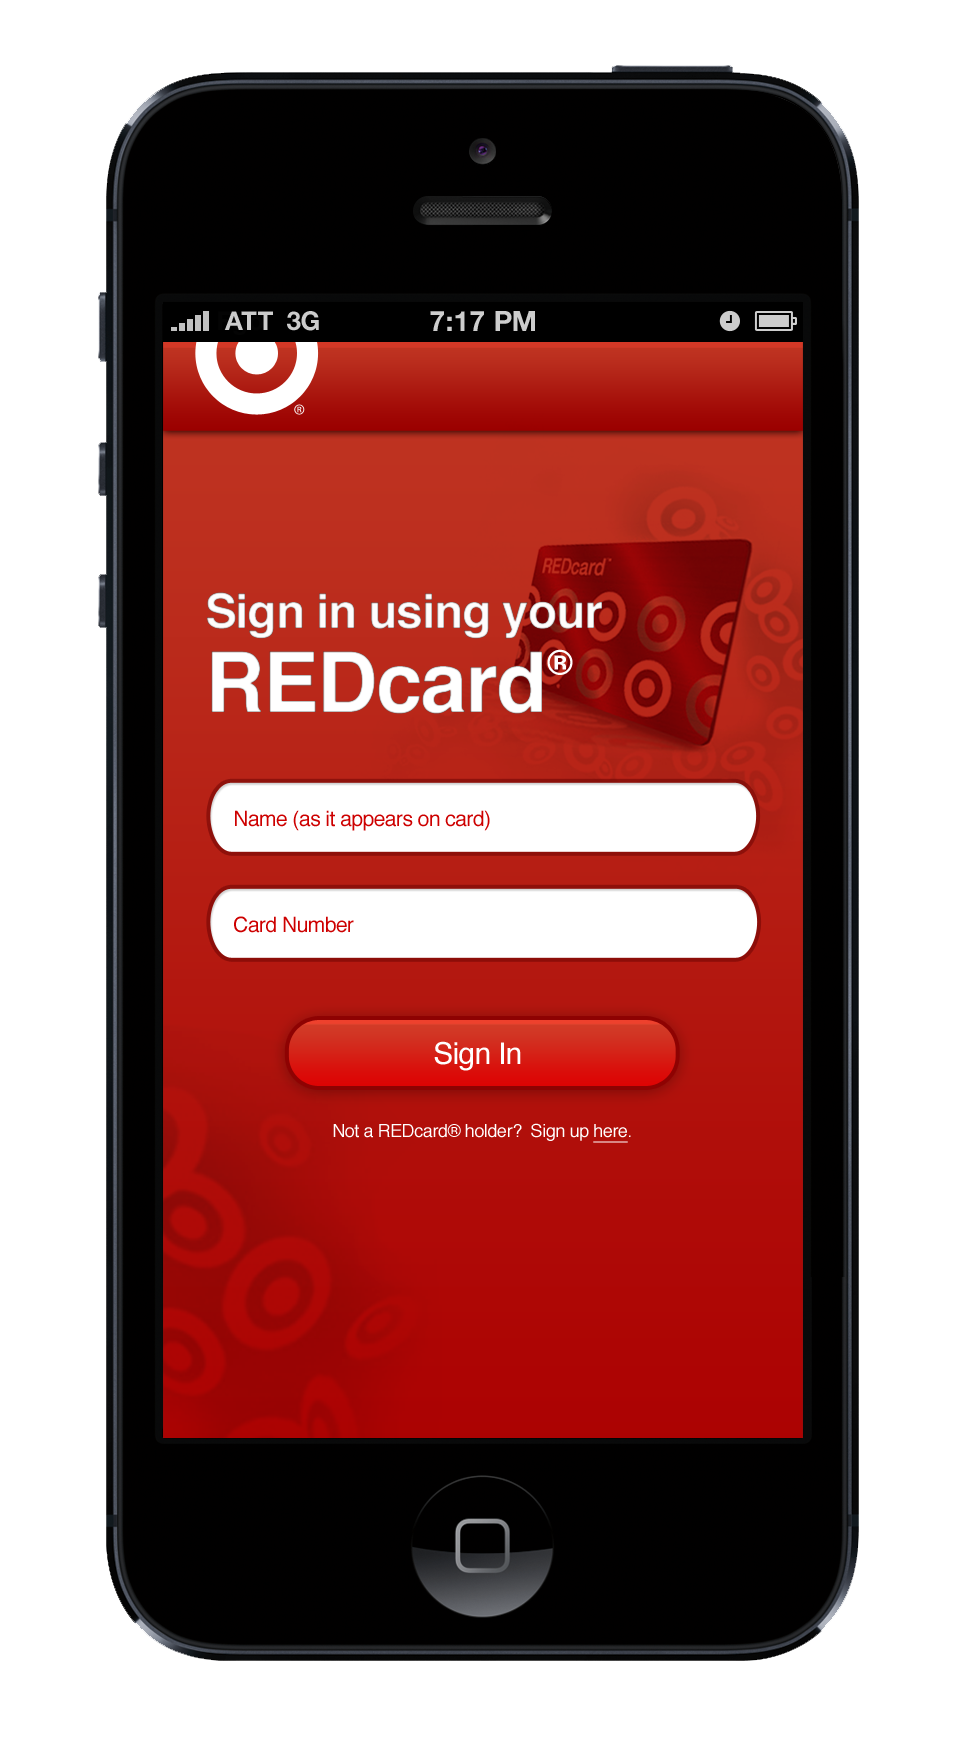 ATT 3G 7:17 PM
®
REDcard™
Sign in using your
REDcard®
Name (as it appears on card)
Card Number
Sign In
Not a REDcard® holder? Sign up here.